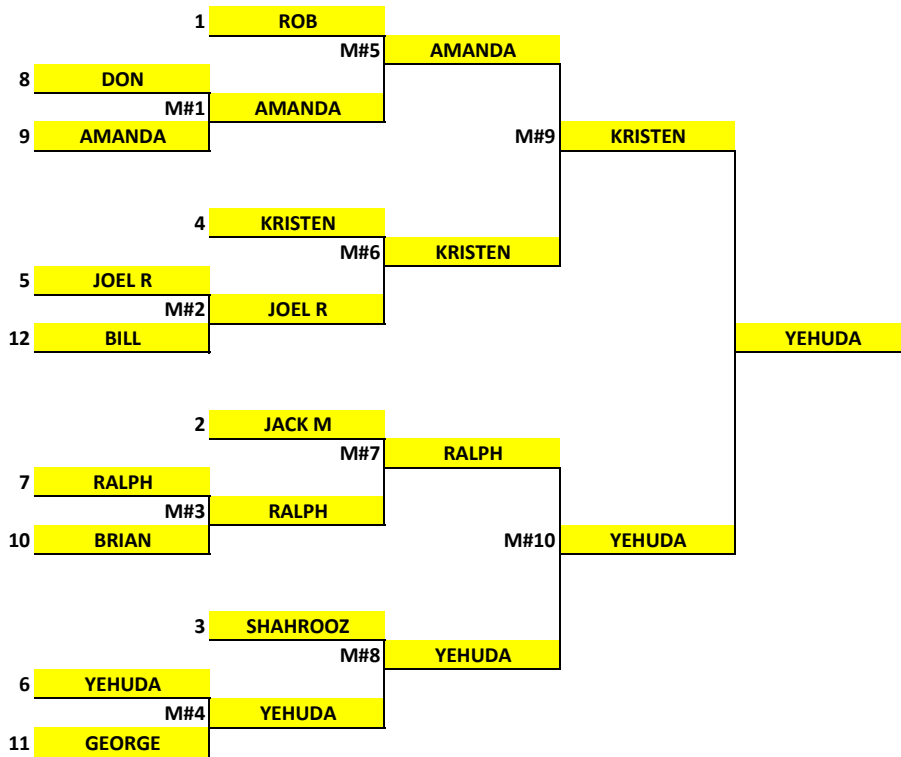 1 ROB
M#5 AMANDA
8 DON
M#1 AMANDA
9 AMANDA
M#9 KRISTEN
4 KRISTEN
M#6 KRISTEN
5 JOEL R
M#2 JOEL R
12 BILL
YEHUDA
2 JACK M
M#7 RALPH
7 RALPH
M#3 RALPH
10 BRIAN
M#10 YEHUDA
3 SHAHROOZ
M#8 YEHUDA
6 YEHUDA
M#4 YEHUDA
11 GEORGE